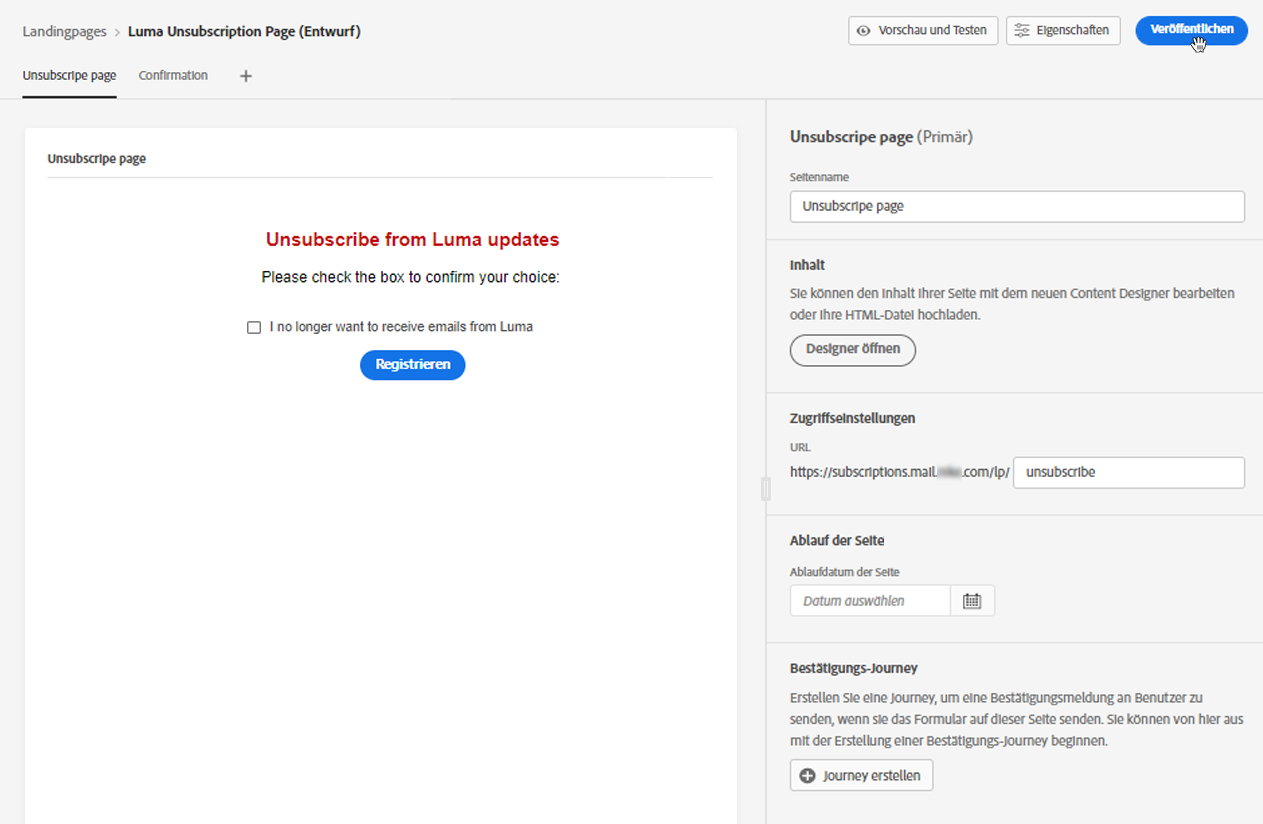 Landingpages > Luma Unsubscription Page (Entwurf)
Vorschau und Testen
Eigenschaften
Veröffentlichen
Unsubscripe page
Confirmation
Unsubscripe page
Unsubscribe from Luma updates
Please check the box to confirm your choice:
I no longer want to receive emails from Luma
Registrieren
Unsubscripe page (Primär)
Seitenname
Unsubscripe page
Inhalt
Sie können den Inhalt Ihrer Seite mit dem neuen Content Designer bearbeiten
oder Ihre HTML-Datei hochladen.
Designer öffnen
Zugriffseinstellungen
URL
https://subscriptions.mail. .com/lp/ unsubscribe
Ablauf der Seite
Ablaufdatum der Seite
Datum auswählen
Bestätigungs-Journey
Erstellen Sie eine Journey, um eine Bestätigungsmeldung an Benutzer zu
senden, wenn sie das Formular auf dieser Seite senden. Sie können von hier aus
mit der Erstellung einer Bestätigungs-Journey beginnen.
Journey erstellen